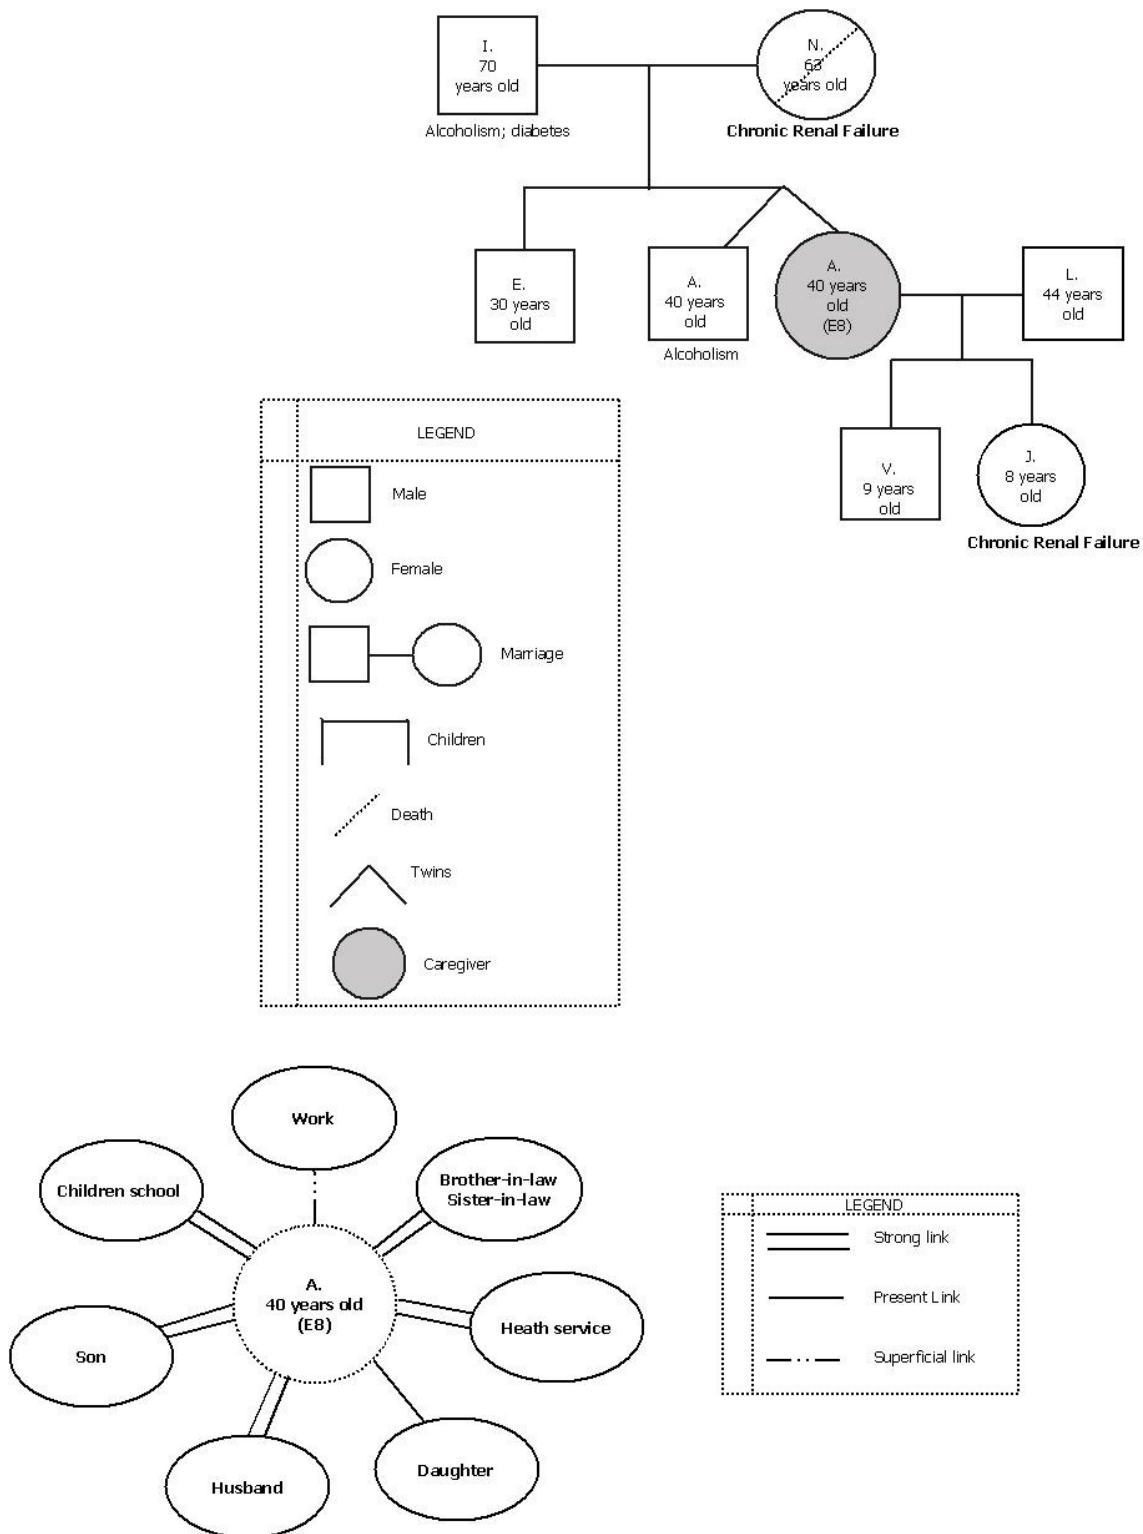 I.
70
years old
N.
63
years old
Alcoholism; diabetes
Chronic Renal Failure
E.
30 years
old
A.
40 years
old
A.
40 years
old
(E8)
L.
44 years
old
Alcoholism
V.
9 years
old
J.
8 years
old
Chronic Renal Failure
LEGEND
Male
Female
Marriage
Children
Death
Twins
Caregiver
Work
Children school
Brother-in-law
Sister-in-law
A.
40 years old
(E8)
Heath service
Son
Husband
Daughter
LEGEND
Strong link
Present Link
Superficial link